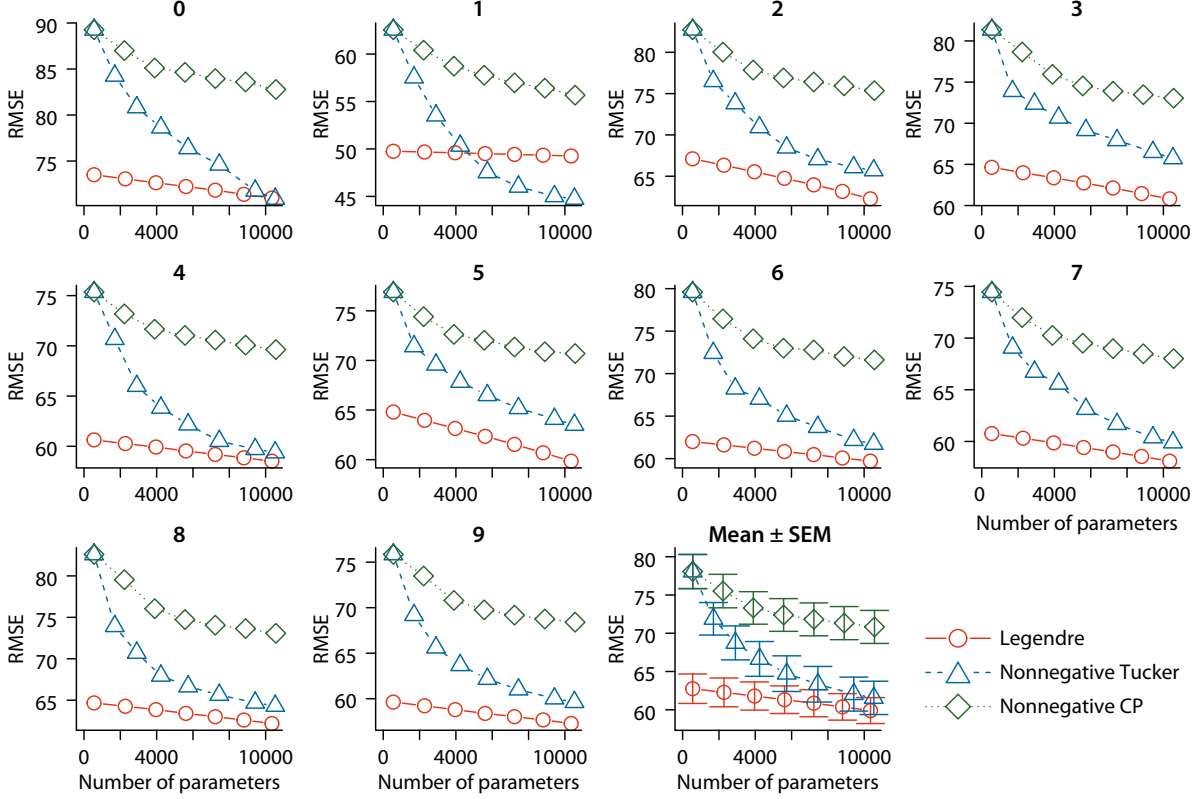 0
RMSE
90
85
80
75
0 4000 10000
1
RMSE
60
55
50
45
0 4000 10000
2
RMSE
80
75
70
65
0 4000 10000
3
RMSE
80
75
70
65
60
0 4000 10000
4
RMSE
75
70
65
60
0 4000 10000
5
RMSE
75
70
65
60
0 4000 10000
6
RMSE
80
75
70
65
60
0 4000 10000
7
RMSE
75
70
65
60
0 4000 10000
Number of parameters
8
RMSE
80
75
70
65
0 4000 10000
Number of parameters
9
RMSE
75
70
65
60
0 4000 10000
Number of parameters
Mean ± SEM
RMSE
80
75
70
65
60
0 4000 10000
Number of parameters
Legendre
Nonnegative Tucker
Nonnegative CP